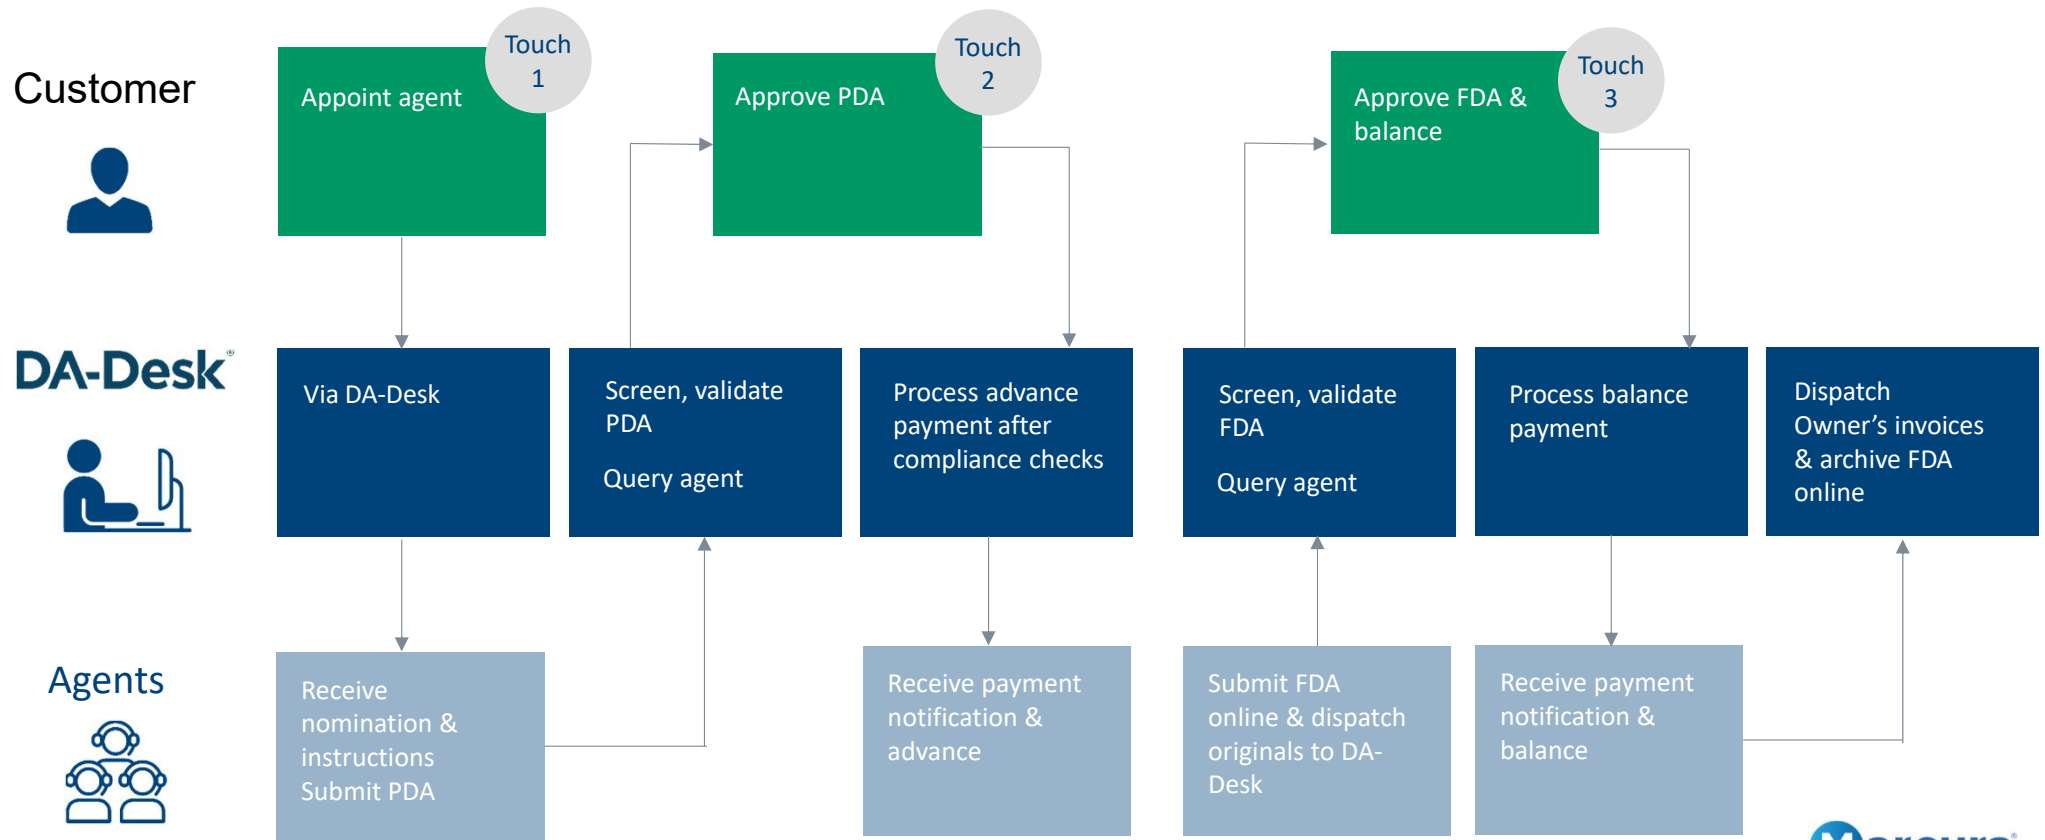 Customer
Appoint agent
Touch
1
Approve PDA
Touch
2
Approve FDA &
balance
Touch
3
DA-Desk®
Via DA-Desk
Screen, validate
PDA
Query agent
Process advance
payment after
compliance checks
Screen, validate
FDA
Query agent
Process balance
payment
Dispatch
Owner’s invoices
& archive FDA
online
Agents
Receive
nomination &
instructions
Submit PDA
Receive payment
notification &
advance
Submit FDA
online & dispatch
originals to DA-
Desk
Receive payment
notification &
balance